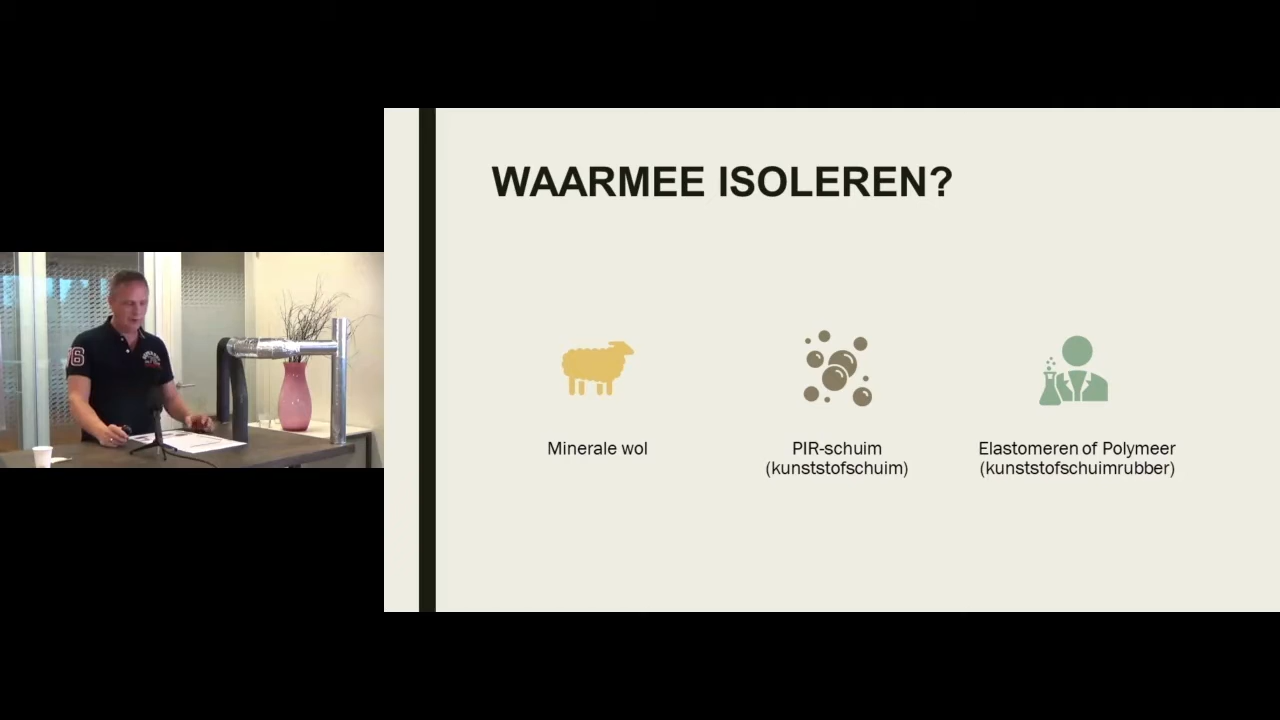 WAARMEE ISOLEREN?
Minerale wol
PIR-schuim
(kunststofschuim)
Elastomeren of Polymeer
(kunststofschuimrubber)